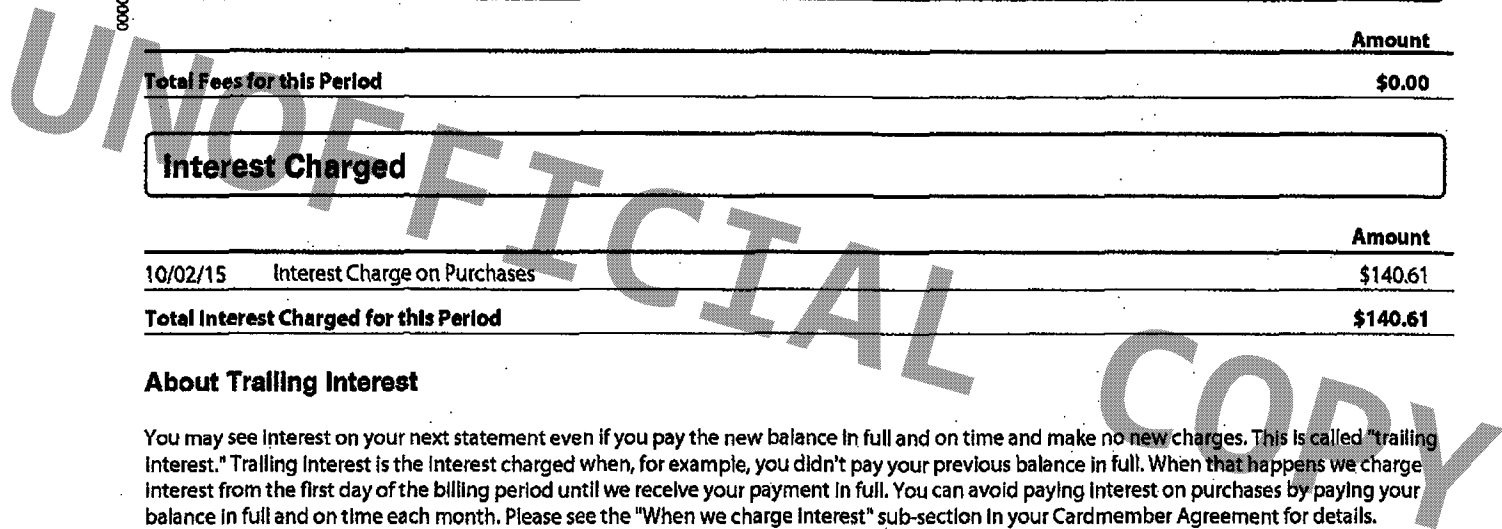 Amount
Total Fees for this Period $0.00
Interest Charged
Amount
10/02/15 Interest Charge on Purchases $140.61
Total Interest Charged for this Period $140.61
About Trailing Interest
You may see interest on your next statement even if you pay the new balance in full and on time and make no new charges. This is called "trailing
interest." Trailing interest is the interest charged when, for example, you didn't pay your previous balance in full. When that happens we charge
interest from the first day of the billing period until we receive your payment in full. You can avoid paying interest on purchases by paying your
balance in full and on time each month. Please see the "When we charge interest" sub-section in your Cardmember Agreement for details.
UNOFFICIAL COPY